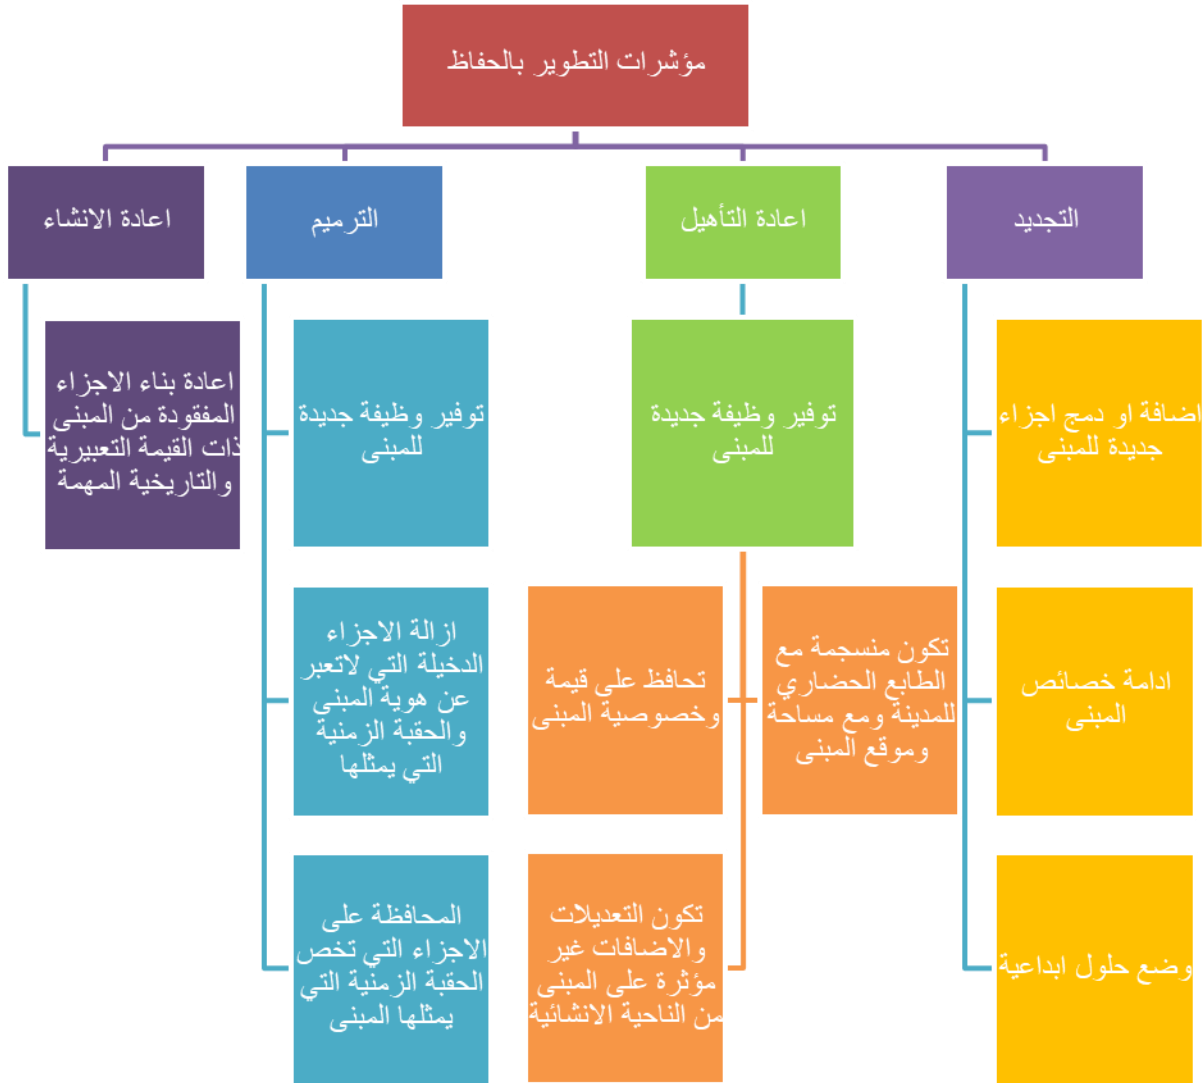 مؤشرات التطوير بالحفاظ
التجديد
اعادة التأهيل
الترميم
اعادة الانشاء
اضافة او دمج اجزاء
جديدة للمبنى
ادامة خصائص
المبنى
وضع حلول ابداعية
توفير وظيفة جديدة
للمبنى
تكون منسجمة مع
الطابع الحضاري
للمدينة ومع مساحة
وموقع المبنى
تحافظ على قيمة
وخصوصية المبنى
تكون التعديلات
والاضافات غير
مؤثرة على المبنى
من الناحية الانشائية
توفير وظيفة جديدة
للمبنى
ازالة الاجزاء
الدخيلة التي لاتعبر
عن هوية المبنى
والحقبة الزمنية
التي يمثلها
المحافظة على
الاجزاء التي تخص
الحقبة الزمنية التي
يمثلها المبنى
اعادة بناء الاجزاء
المفقودة من المبنى
ذات القيمة التعبيرية
والتاريخية المهمة